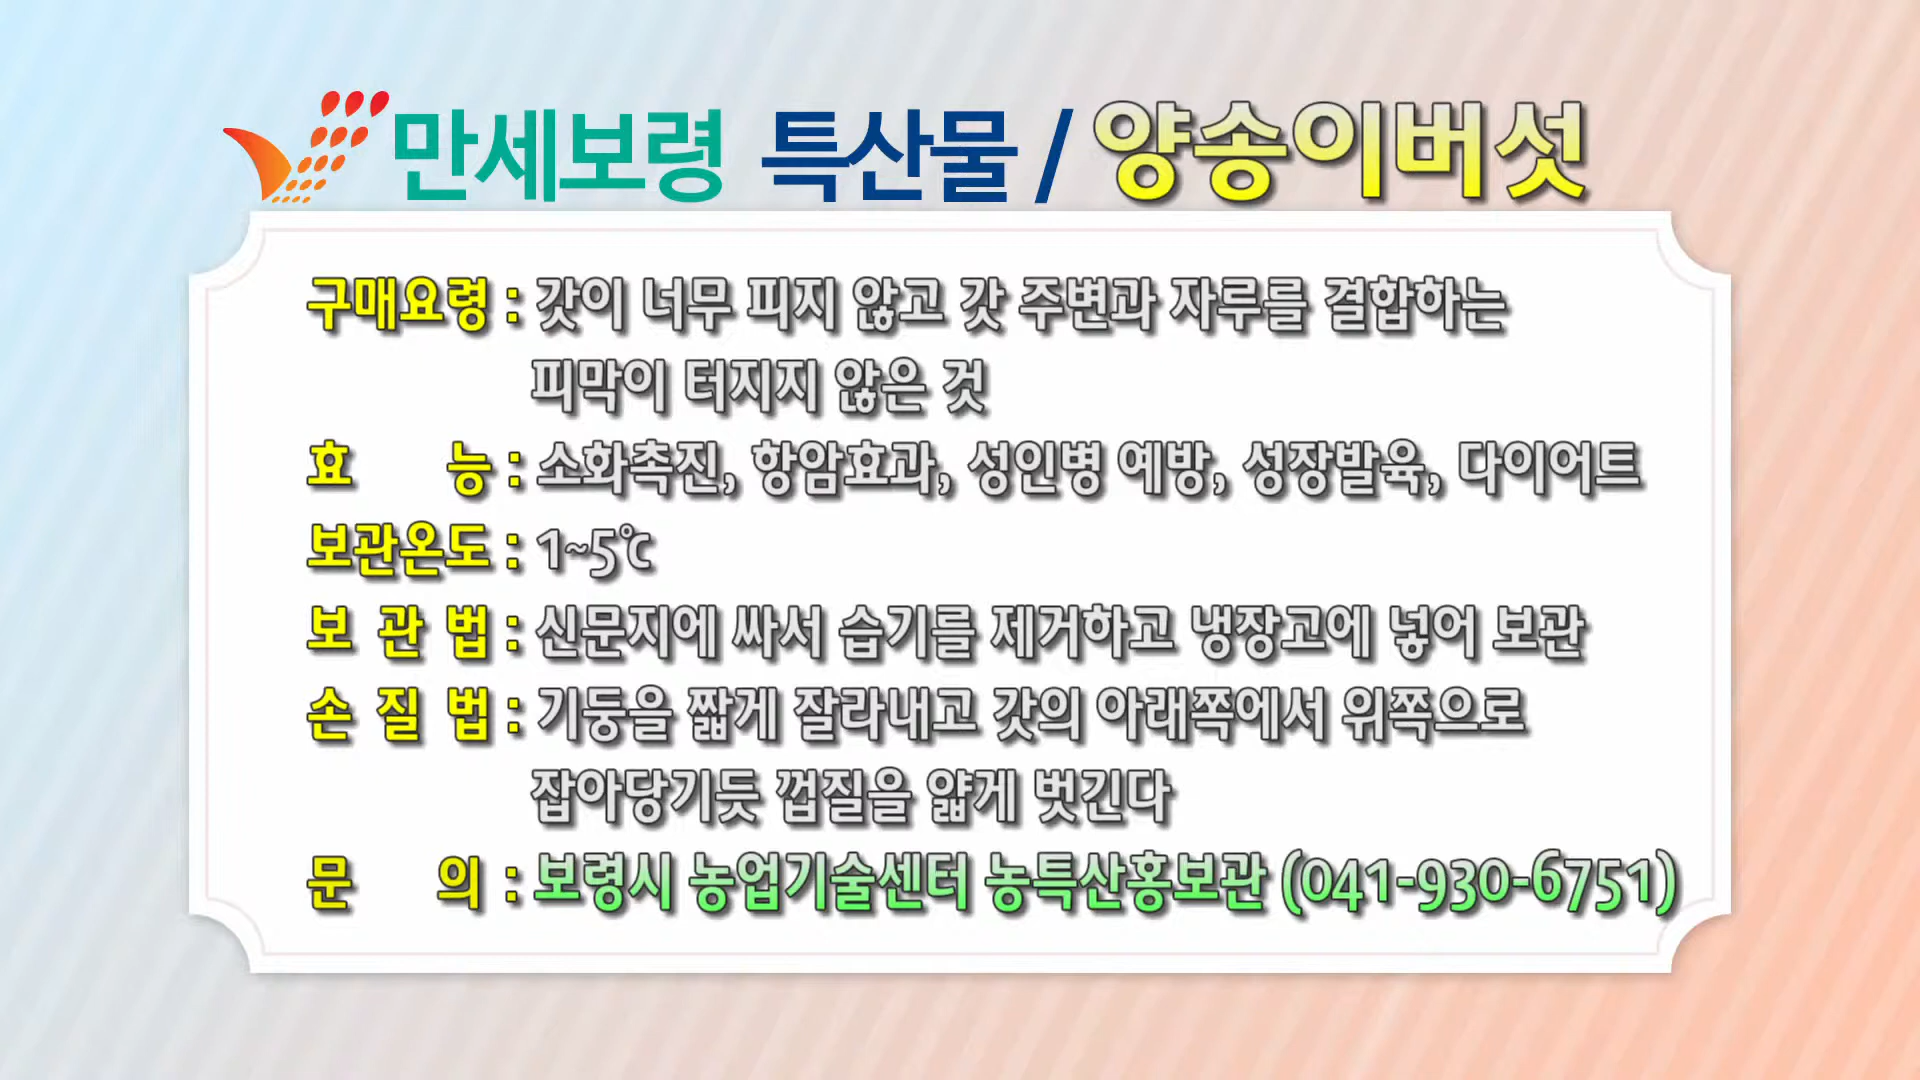 만세보령 특산물 / 양송이버섯
구매요령 : 갓이 너무 피지 않고 갓 주변과 자루를 결합하는
피막이 터지지 않은 것
효 능 : 소화촉진, 항암효과, 성인병 예방, 성장발육, 다이어트
보관온도 : 1~5℃
보 관 법 : 신문지에 싸서 습기를 제거하고 냉장고에 넣어 보관
손 질 법 : 기둥을 짧게 잘라내고 갓의 아래쪽에서 위쪽으로
잡아당기듯 껍질을 얇게 벗긴다
문 의 : 보령시 농업기술센터 농특산홍보관 (041-930-6751)